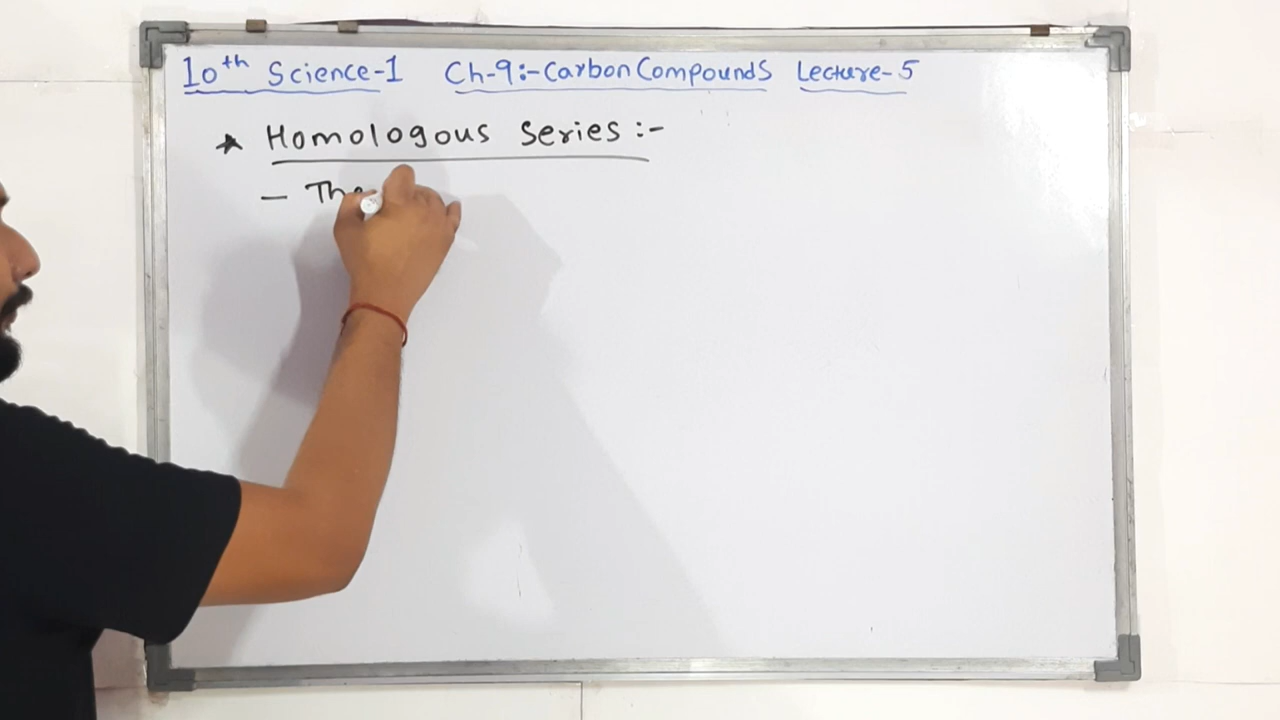 10th Science-1 Ch-9:-Carbon Compounds Lecture-5
★ Homologous Series :-
- The